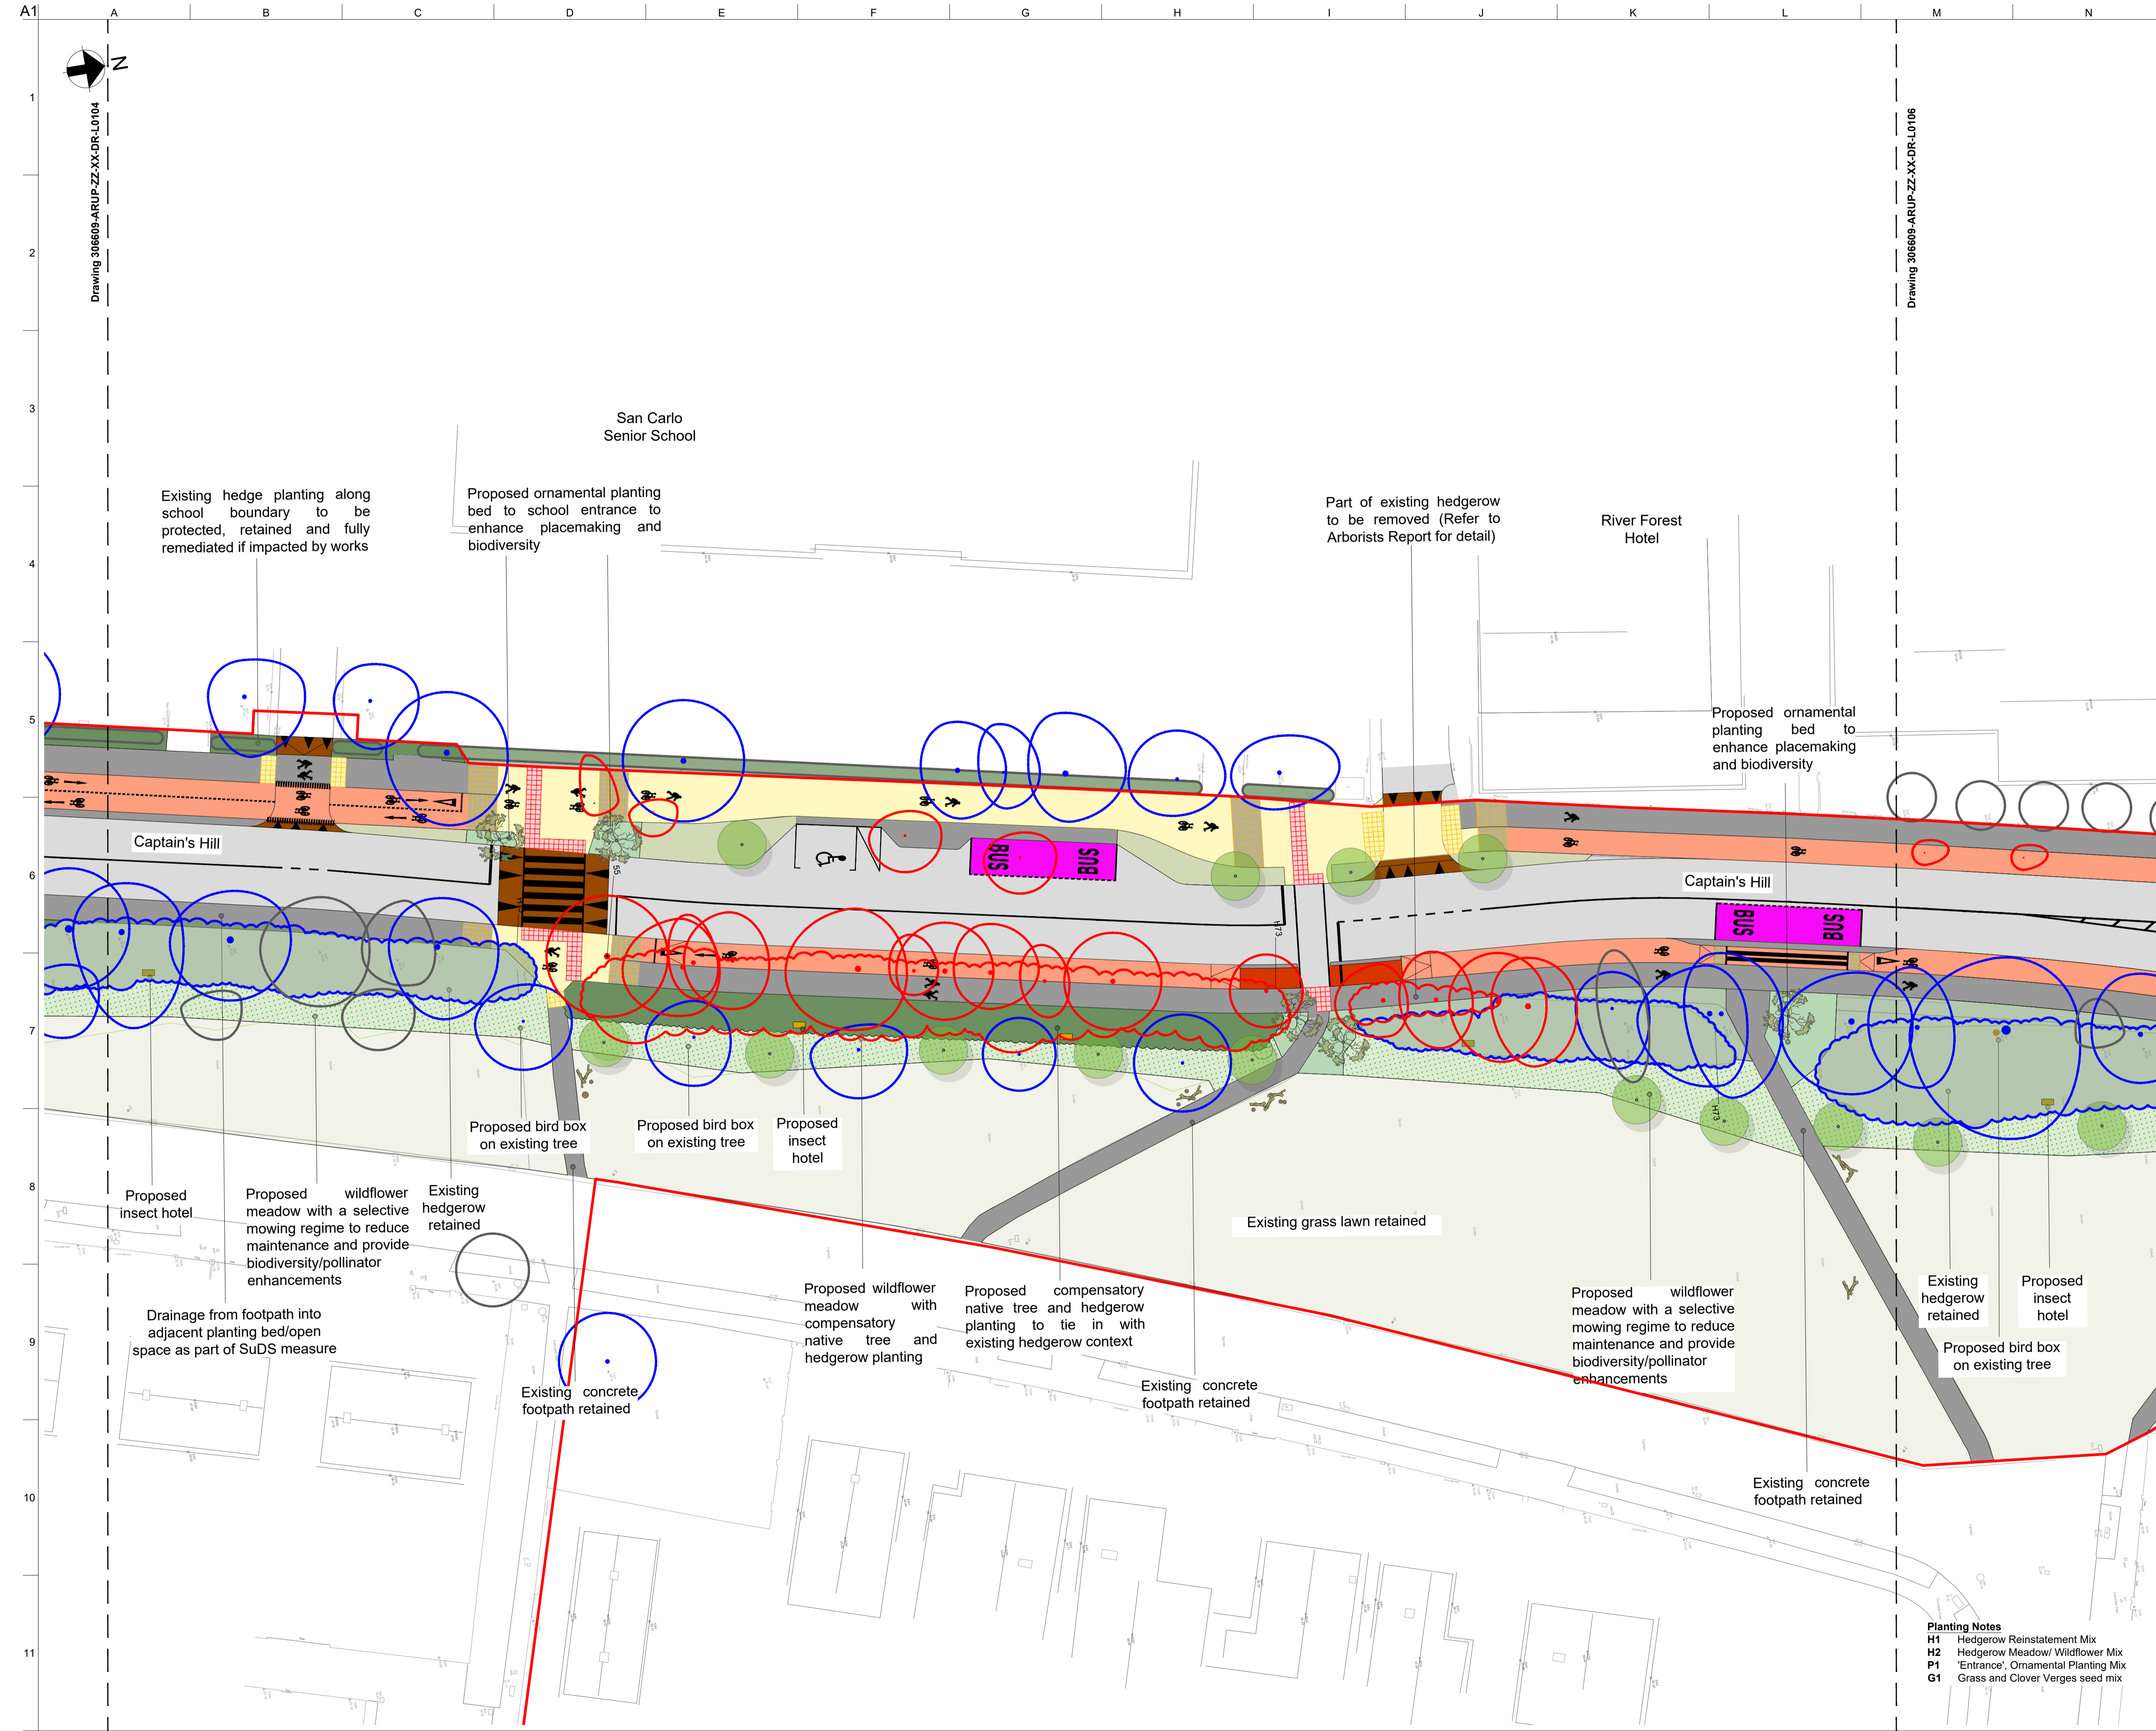 A1
A B C D E F G H I J K L M N
N
1
2
3
4
5
6
7
8
9
10
11
Drawing 306609-ARUP-ZZ-XX-DR-L0104
Drawing 306609-ARUP-ZZ-XX-DR-L0106
San Carlo
Senior School
Existing hedge planting along
school boundary to be
protected, retained and fully
remediated if impacted by works
Proposed ornamental planting
bed to school entrance to
enhance placemaking and
biodiversity
Part of existing hedgerow
to be removed (Refer to
Arborists Report for detail)
River Forest
Hotel
Proposed ornamental
planting bed to
enhance placemaking
and biodiversity
Captain's Hill
BUS
BUS
55
H73
Captain's Hill
BUS
BUS
H73
H73
Proposed bird box
on existing tree
Proposed bird box
on existing tree
Proposed
insect
hotel
Proposed
insect hotel
Proposed wildflower
meadow with a selective
mowing regime to reduce
maintenance and provide
biodiversity/pollinator
enhancements
Existing
hedgerow
retained
Existing grass lawn retained
Drainage from footpath into
adjacent planting bed/open
space as part of SuDS measure
Proposed wildflower
meadow with
compensatory
native tree and
hedgerow planting
Proposed compensatory
native tree and hedgerow
planting to tie in with
existing hedgerow context
Proposed wildflower
meadow with a selective
mowing regime to reduce
maintenance and provide
biodiversity/pollinator
enhancements
Existing
hedgerow
retained
Proposed
insect
hotel
Proposed bird box
on existing tree
Existing concrete
footpath retained
Existing concrete
footpath retained
Existing concrete
footpath retained
Planting Notes
H1 Hedgerow Reinstatement Mix
H2 Hedgerow Meadow/ Wildflower Mix
P1 'Entrance', Ornamental Planting Mix
G1 Grass and Clover Verges seed mix